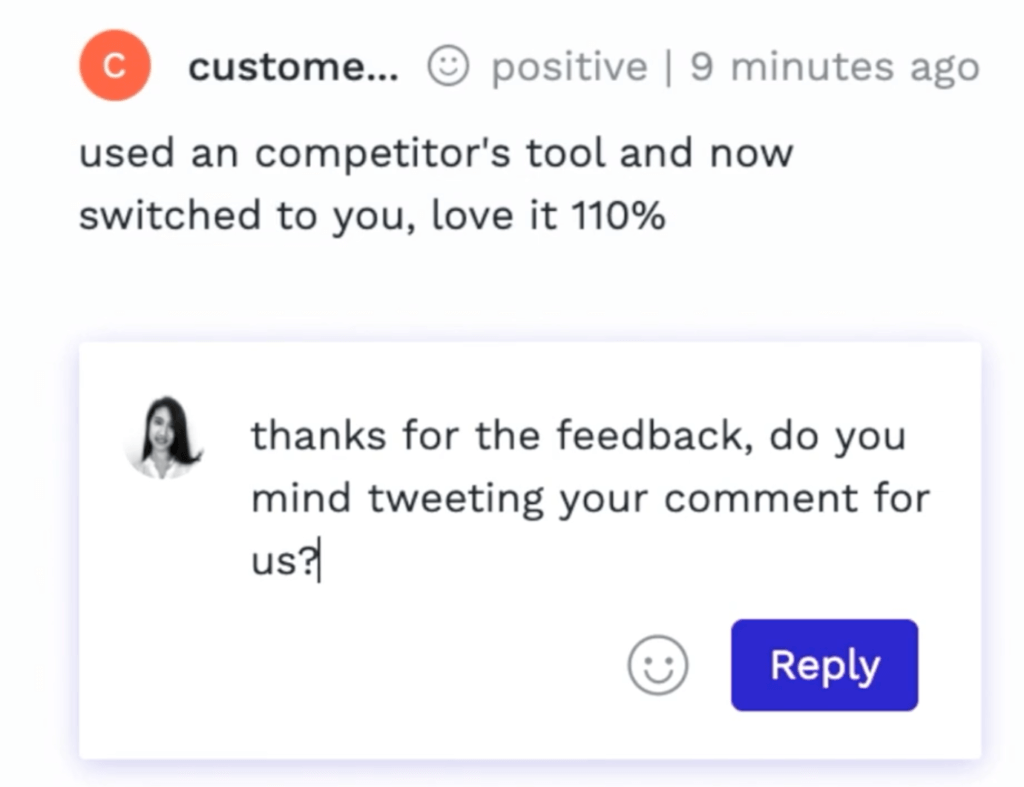 C custome... positive | 9 minutes ago
used an competitor's tool and now
switched to you, love it 110%
thanks for the feedback, do you
mind tweeting your comment for
us?
Reply